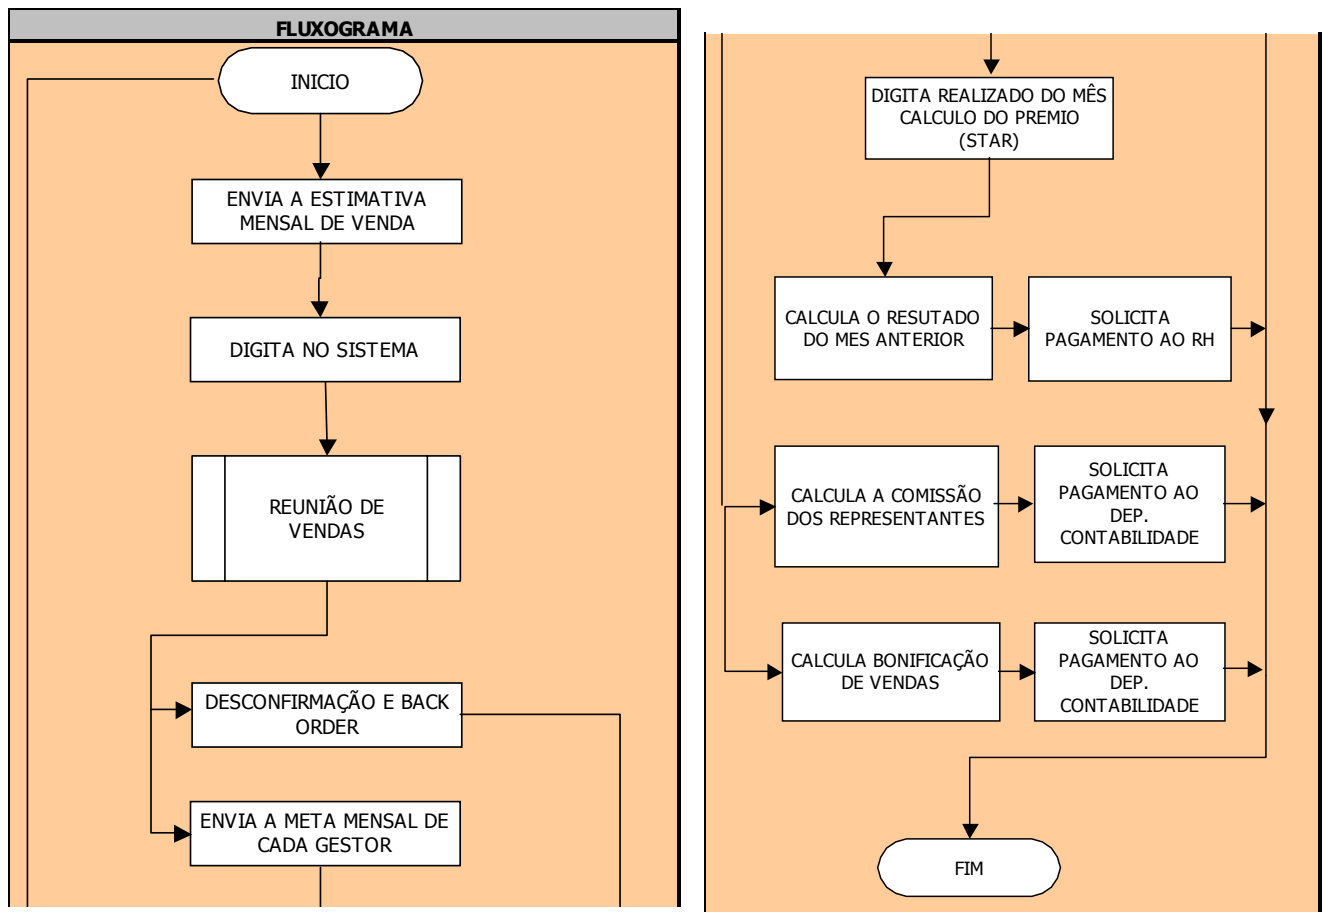 FLUXOGRAMA
INICIO
ENVIA A ESTIMATIVA
MENSAL DE VENDA
DIGITA NO SISTEMA
REUNIÃO DE
VENDAS
DESCONFIRMAÇÃO E BACK
ORDER
ENVIA A META MENSAL DE
CADA GESTOR
DIGITA REALIZADO DO MÊS
CALCULO DO PREMIO
(STAR)
CALCULA O RESUTADO
DO MES ANTERIOR
SOLICITA
PAGAMENTO AO RH
CALCULA A COMISSÃO
DOS REPRESENTANTES
SOLICITA
PAGAMENTO AO
DEP.
CONTABILIDADE
CALCULA BONIFICAÇÃO
DE VENDAS
SOLICITA
PAGAMENTO AO
DEP.
CONTABILIDADE
FIM